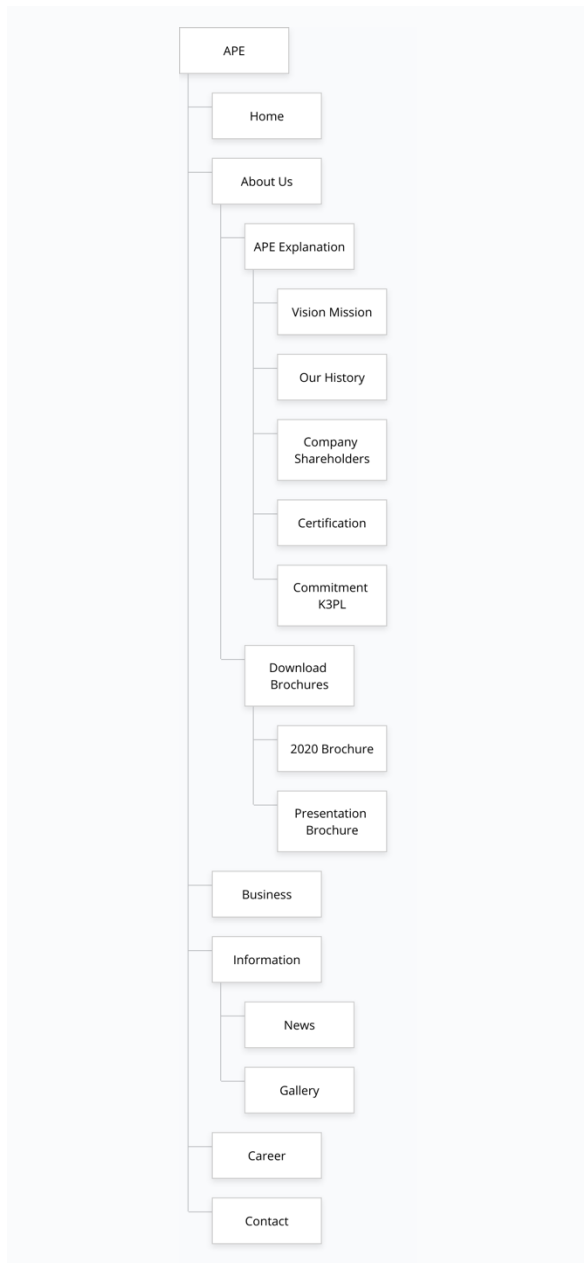 APE
Home
About Us
APE Explanation
Vision Mission
Our History
Company
Shareholders
Certification
Commitment
K3PL
Download
Brochures
2020 Brochure
Presentation
Brochure
Business
Information
News
Gallery
Career
Contact